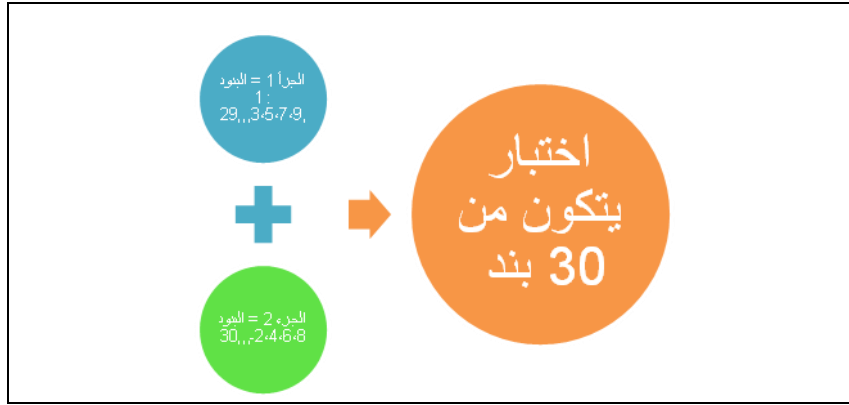 الجزأ 1 = البنود
1 :
29,,,3،5،7،9,
الجزء 2 = البنود
30,,,-2،4،6،8
اختبار
يتكون من
30 بند